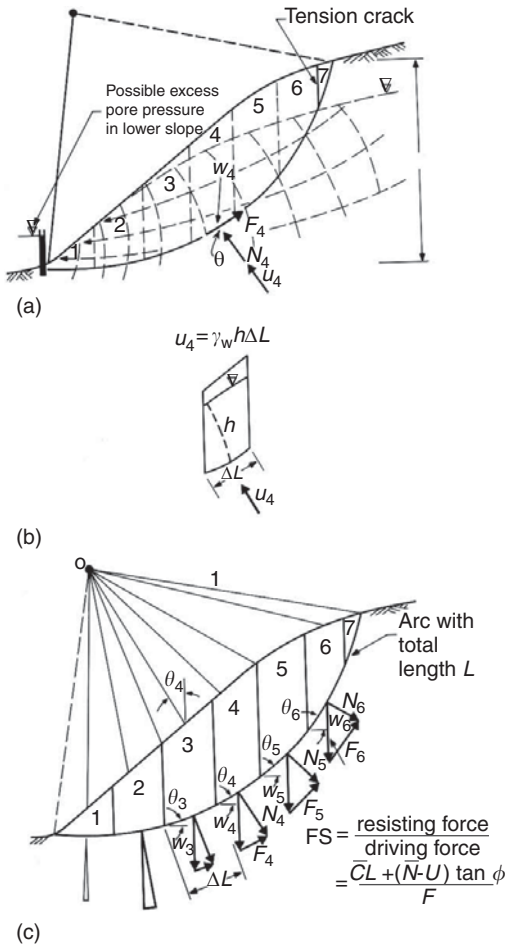 Tension crack
Possible excess
pore pressure
in lower slope
7
6
5
4
3
2
1
w₄
F₄
θ
N₄
u₄
(a)
u₄ = γ_w hΔL
h
ΔL
u₄
(b)
o
1
Arc with
total
length L
7
6
5
4
3
2
1
θ₄
θ₆
N₆
w₆
F₆
θ₅
N₅
w₅
F₅
θ₄
N₄
w₄
F₄
θ₃
w₃
ΔL
FS = resisting force
driving force
= C̅L + (N̅-U) tan ϕ
F
(c)